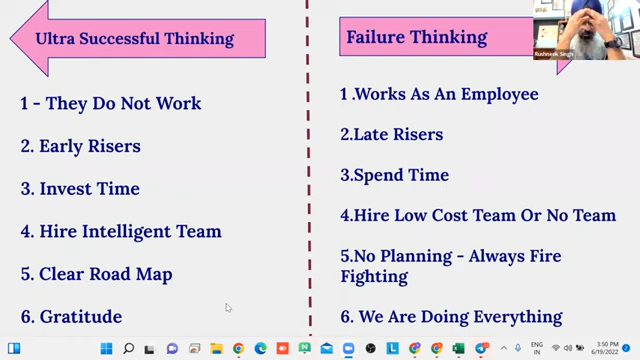 Ultra Successful Thinking
1 - They Do Not Work
2. Early Risers
3. Invest Time
4. Hire Intelligent Team
5. Clear Road Map
6. Gratitude
Failure Thinking
1 .Works As An Employee
2.Late Risers
3.Spend Time
4.Hire Low Cost Team Or No Team
5.No Planning - Always Fire
Fighting
6. We Are Doing Everything
Rushneek Singh
ENG
IN
3:50 PM
6/19/2022